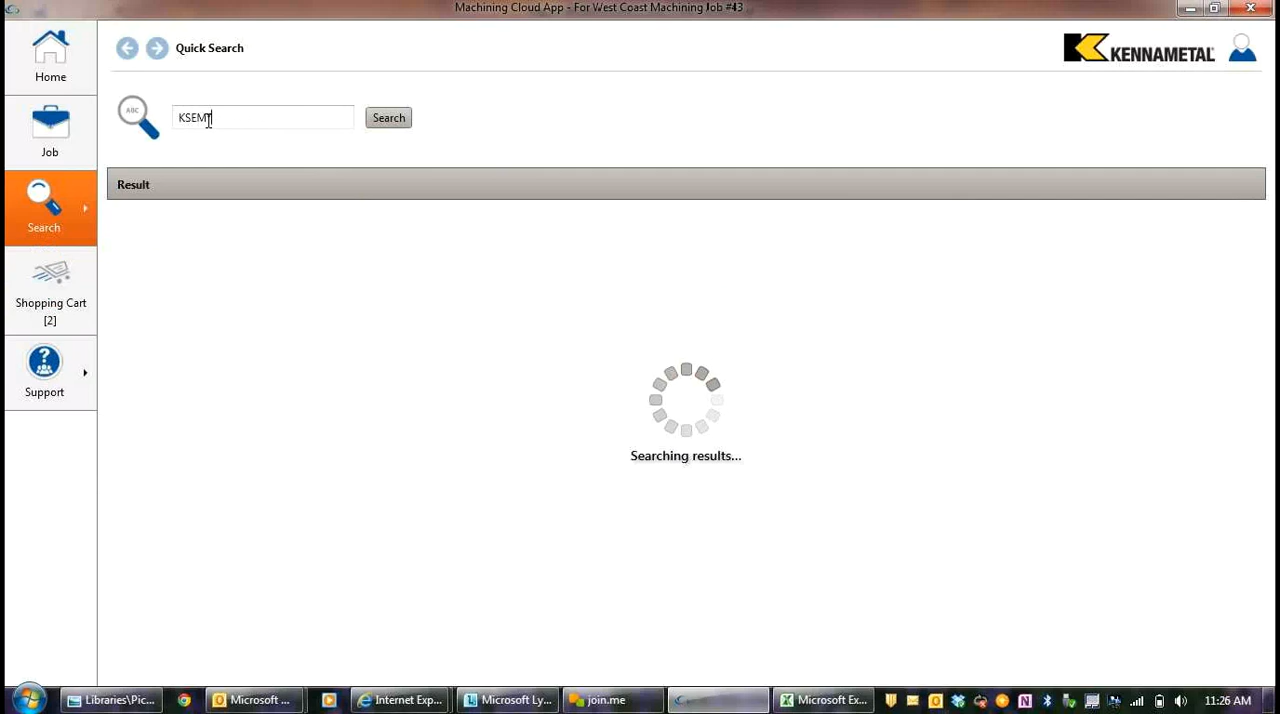 Machining Cloud App - For West Coast Machining Job #43
Home
Quick Search
KENNAMETAL
ABC
KSEM
Search
Job
Result
Search
Shopping Cart
[2]
Support
Searching results...
Libraries\Pic...
Microsoft ...
Internet Exp...
Microsoft Ly...
join.me
Microsoft Ex...
11:26 AM